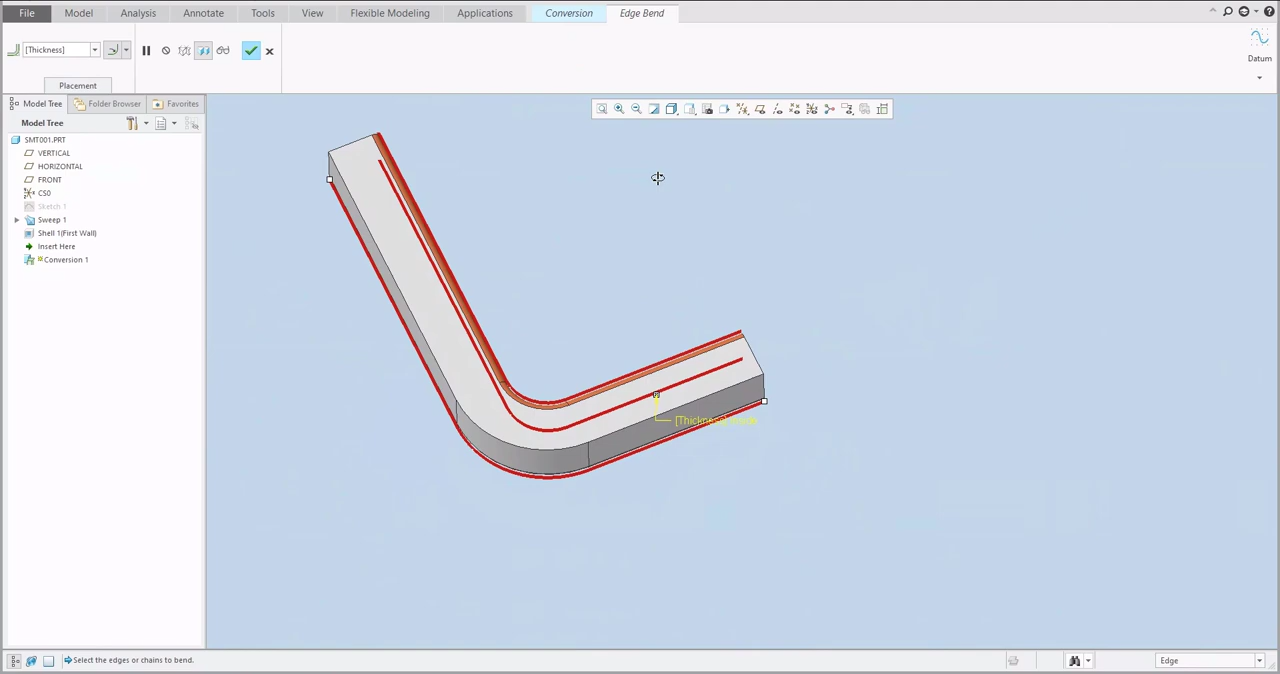 File Model Analysis Annotate Tools View Flexible Modeling Applications Conversion Edge Bend
[Thickness]
Datum
Placement
Model Tree Folder Browser Favorites
Model Tree
SMT001.PRT
VERTICAL
HORIZONTAL
FRONT
CS0
Sketch 1
Sweep 1
Shell 1(First Wall)
Insert Here
Conversion 1
[Thickness]
Select the edges or chains to bend.
Edge